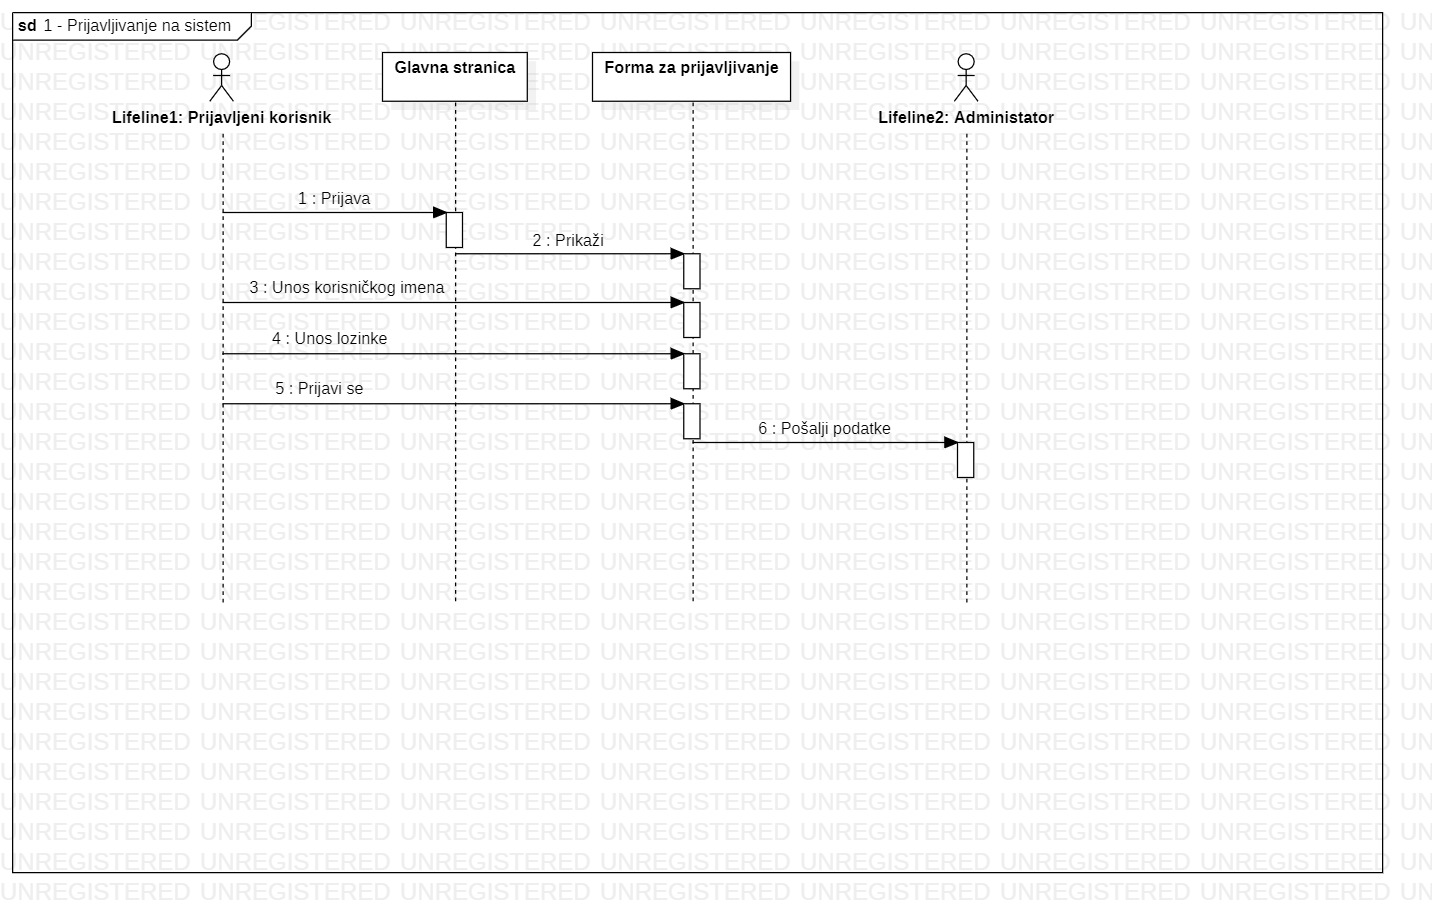 sd 1 - Prijavljivanje na sistem
Glavna stranica
Forma za prijavljivanje
Lifeline1: Prijavljeni korisnik
Lifeline2: Administator
1 : Prijava
2 : Prikaži
3 : Unos korisničkog imena
4 : Unos lozinke
5 : Prijavi se
6 : Pošalji podatke
UNREGISTERED